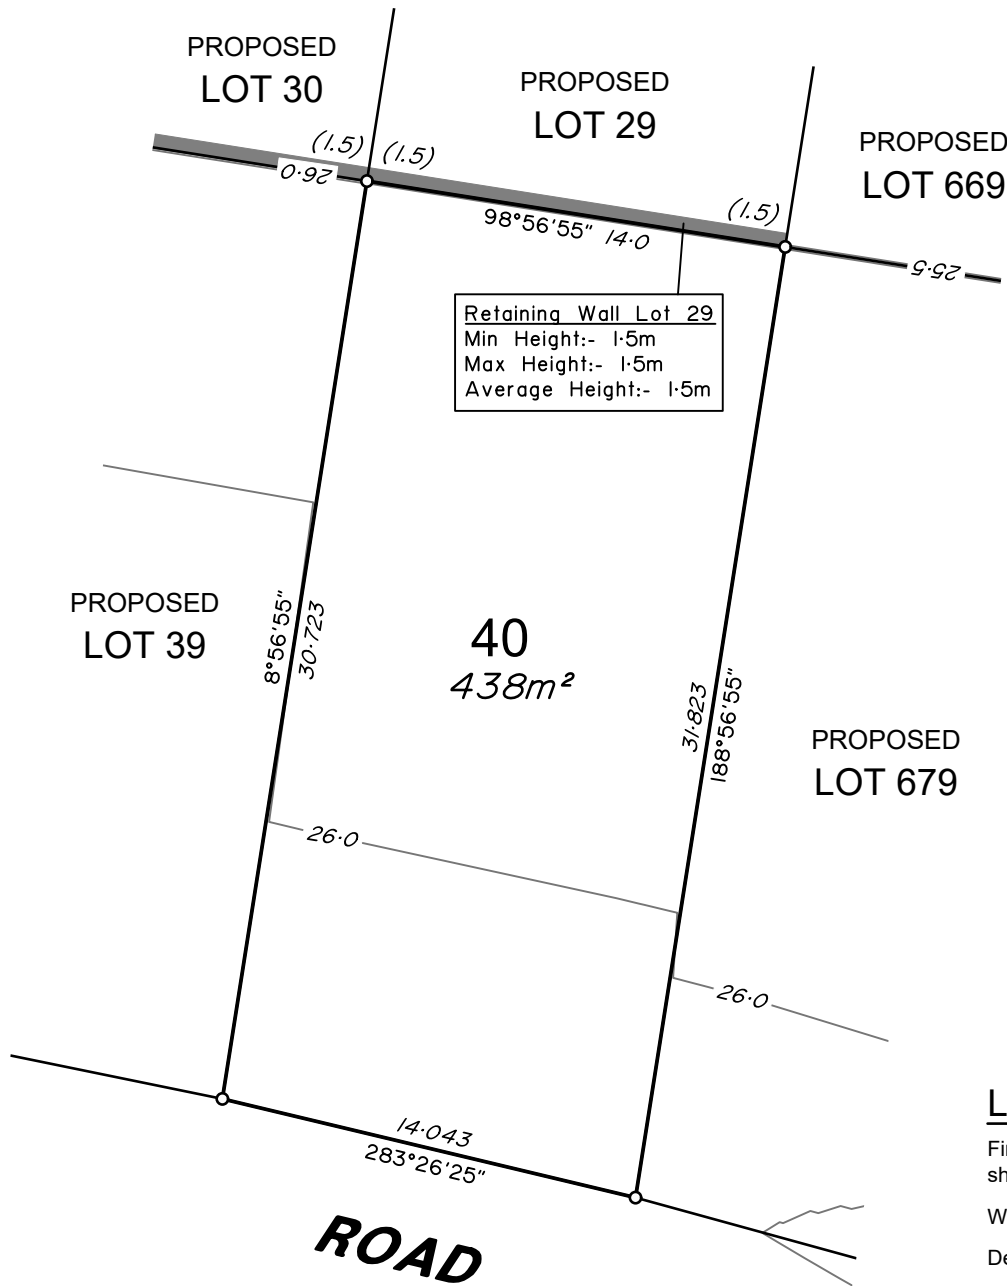 PROPOSED
LOT 30
PROPOSED
LOT 29
PROPOSED
LOT 669
(1.5)
(1.5)
(1.5)
26·0
98°56'55" 14·0
25·5
Retaining Wall Lot 29
Min Height:- 1·5m
Max Height:- 1·5m
Average Height:- 1·5m
PROPOSED
LOT 39
8°56'55"
30·723
40
438m²
31·823
188°56'55"
PROPOSED
LOT 679
26·0
26·0
14·043
283°26'25"
ROAD
L
Fi
sh
W
De